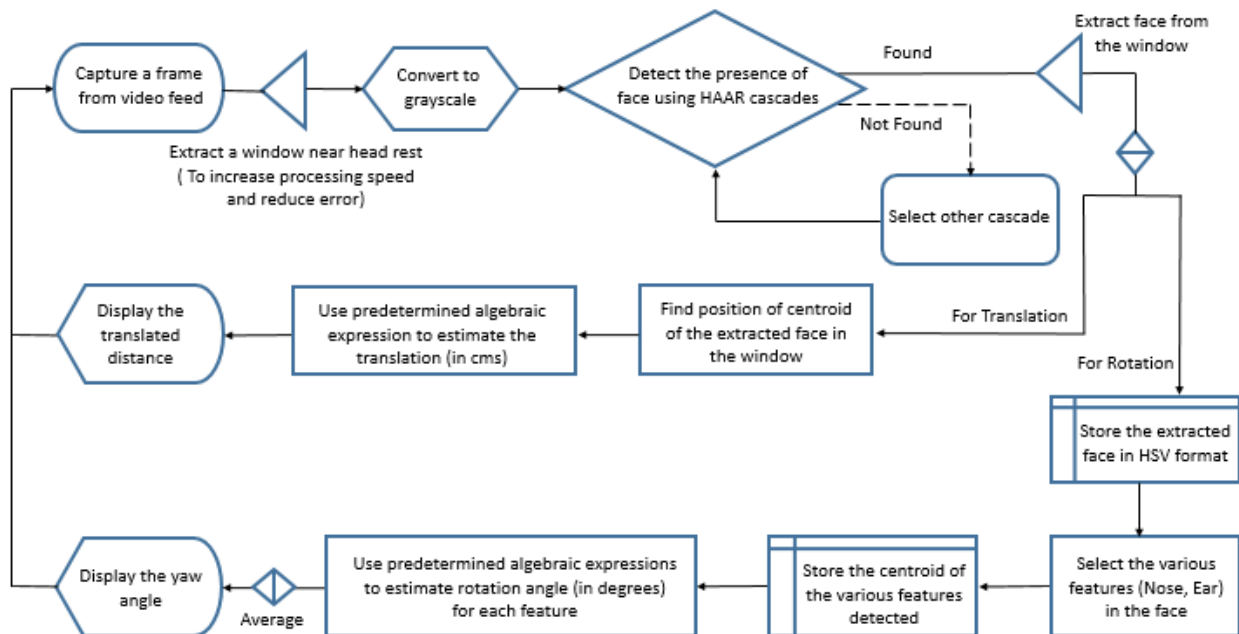 Capture a frame
from video feed
Extract a window near head rest
( To increase processing speed
and reduce error)
Convert to
grayscale
Detect the presence of
face using HAAR cascades
Found
Not Found
Select other cascade
Extract face from
the window
For Translation
For Rotation
Find position of centroid
of the extracted face in
the window
Use predetermined algebraic
expression to estimate the
translation (in cms)
Display the
translated
distance
Store the extracted
face in HSV format
Select the various
features (Nose, Ear)
in the face
Store the centroid of
the various features
detected
Use predetermined algebraic expressions
to estimate rotation angle (in degrees)
for each feature
Average
Display the yaw
angle